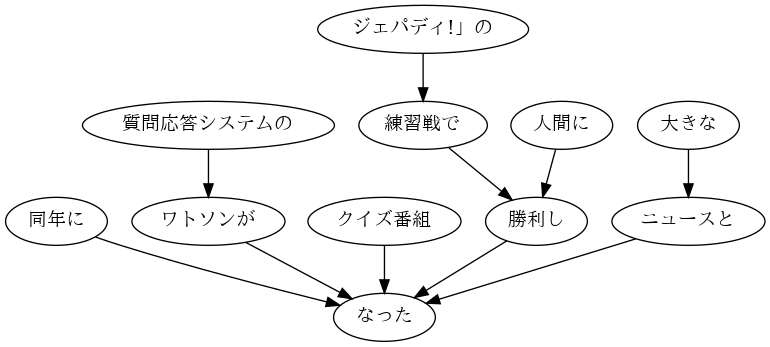 ジェパディ!」の
質問応答システムの
練習戦で
人間に
大きな
同年に
ワトソンが
クイズ番組
勝利し
ニュースと
なった